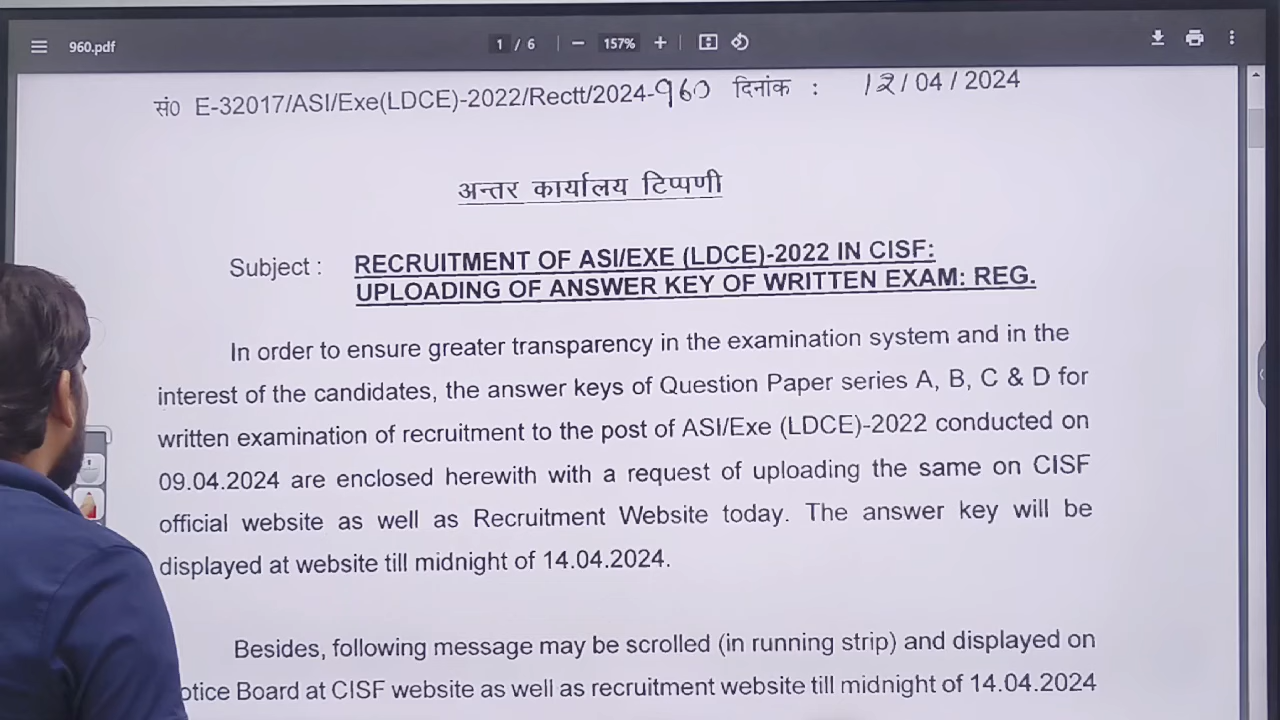 960.pdf
1 / 6
157%
सं0 E-32017/ASI/Exe(LDCE)-2022/Rectt/2024-960 दिनांक : 12/04/2024
अन्तर कार्यालय टिप्पणी
Subject : RECRUITMENT OF ASI/EXE (LDCE)-2022 IN CISF:
UPLOADING OF ANSWER KEY OF WRITTEN EXAM: REG.
In order to ensure greater transparency in the examination system and in the
interest of the candidates, the answer keys of Question Paper series A, B, C & D for
written examination of recruitment to the post of ASI/Exe (LDCE)-2022 conducted on
09.04.2024 are enclosed herewith with a request of uploading the same on CISF
official website as well as Recruitment Website today. The answer key will be
displayed at website till midnight of 14.04.2024.
Besides, following message may be scrolled (in running strip) and displayed on
otice Board at CISF website as well as recruitment website till midnight of 14.04.2024